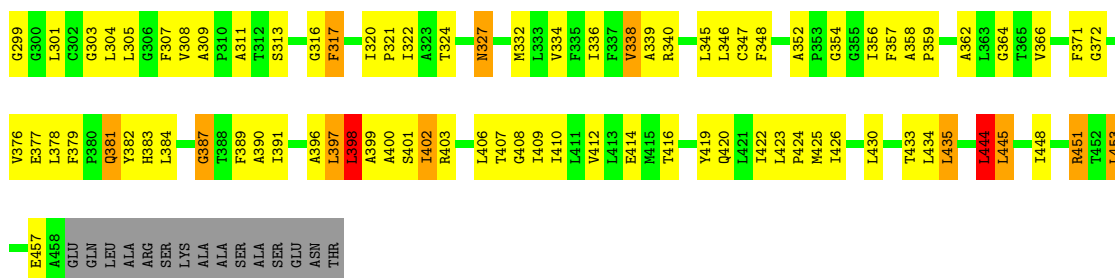 G299 G300 L301 C302 G303 L304 L305 G306 F307 V308 A309 P310 A311 T312 S313 G316 F317 I320 P321 I322 A323 T324 N327 M332 L333 V334 F335 I336 F337 V338 A339 R340 L345 L346 C347 F348 A352 P353 G354 G355 I356 F357 A358 P359 A362 L363 G364 T365 V366 F371 G372
V376 E377 L378 F379 P380 Q381 Y382 H383 L384 G387 T388 F389 A390 I391 A396 L397 L398 A399 A400 S401 I402 R403 L406 T407 G408 I409 I410 L411 V412 L413 E414 M415 T416 Y419 Q420 L421 I422 L423 P424 M425 I426 L430 T433 L434 L435 L444 L445 I448 R451 T452
E457 A458 GLU GLN LEU ALA ARG SER LYS ALA ALA SER ALA SER GLU ASN THR